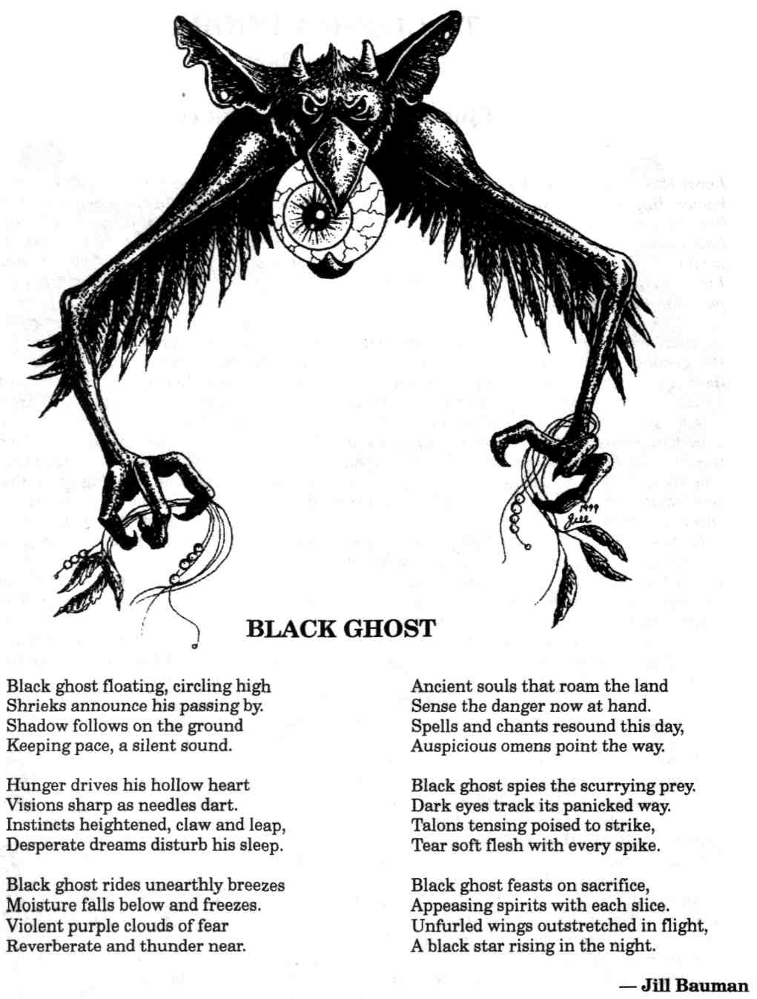 1999
Jill
BLACK GHOST
Black ghost floating, circling high
Shrieks announce his passing by.
Shadow follows on the ground
Keeping pace, a silent sound.
Hunger drives his hollow heart
Visions sharp as needles dart.
Instincts heightened, claw and leap,
Desperate dreams disturb his sleep.
Black ghost rides unearthly breezes
Moisture falls below and freezes.
Violent purple clouds of fear
Reverberate and thunder near.
Ancient souls that roam the land
Sense the danger now at hand.
Spells and chants resound this day,
Auspicious omens point the way.
Black ghost spies the scurrying prey.
Dark eyes track its panicked way.
Talons tensing poised to strike,
Tear soft flesh with every spike.
Black ghost feasts on sacrifice,
Appeasing spirits with each slice.
Unfurled wings outstretched in flight,
A black star rising in the night.
— Jill Bauman